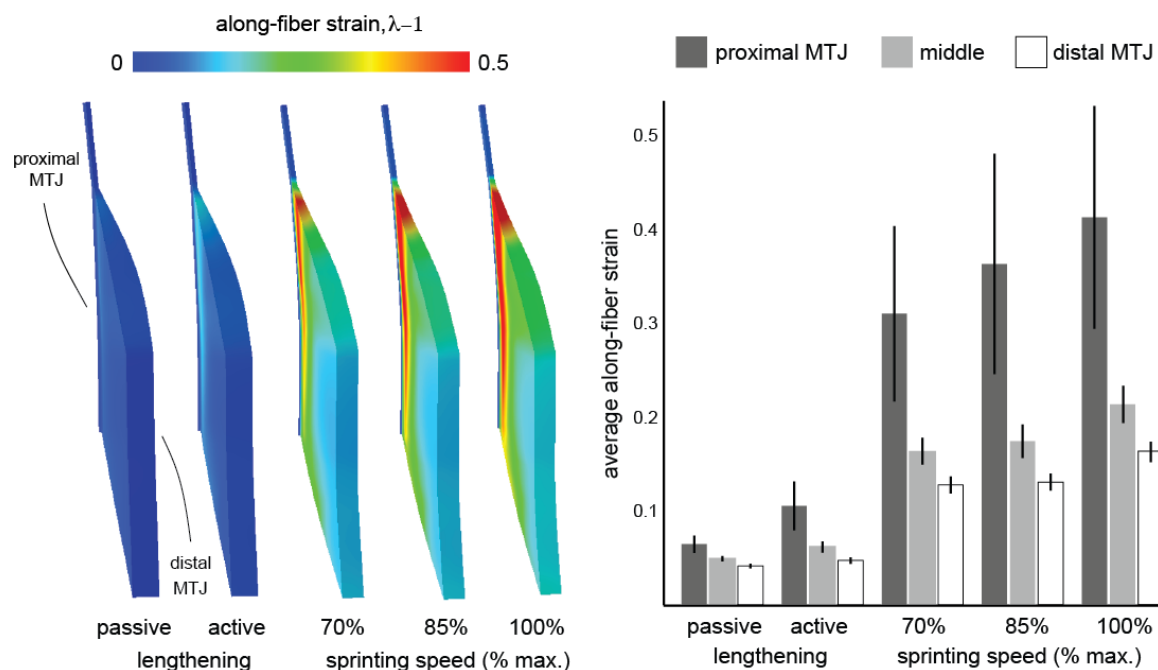 along-fiber strain, λ–1
0
0.5
proximal
MTJ
distal
MTJ
passive
active
70%
85%
100%
lengthening
sprinting speed (% max.)
proximal MTJ
middle
distal MTJ
average along-fiber strain
0.5
0.4
0.3
0.2
0.1
passive
active
70%
85%
100%
lengthening
sprinting speed (% max.)